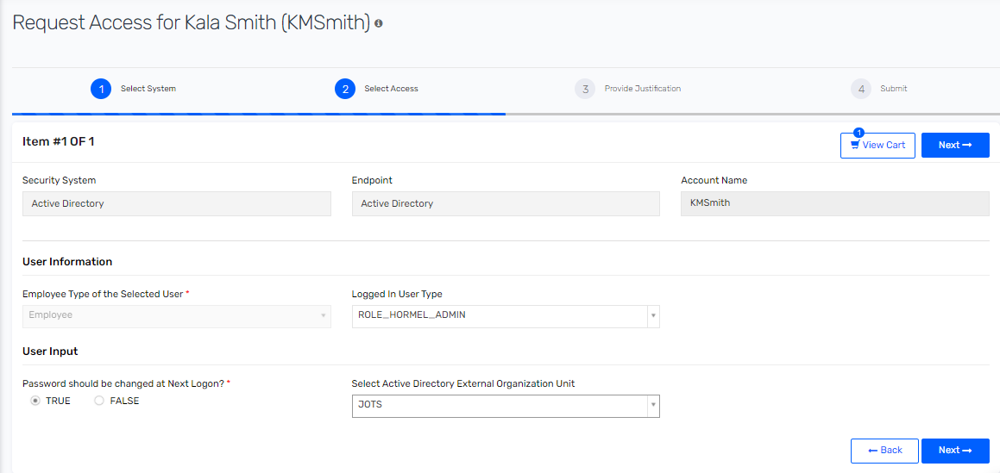 Request Access for Kala Smith (KMSmith)
1 Select System 2 Select Access 3 Provide Justification 4 Submit
Item #1 OF 1
1
View Cart
Next →
Security System Endpoint Account Name
Active Directory Active Directory KMSmith
User Information
Employee Type of the Selected User * Logged In User Type
Employee ROLE_HORMEL_ADMIN
User Input
Password should be changed at Next Logon? * Select Active Directory External Organization Unit
TRUE FALSE JOTS
← Back Next →